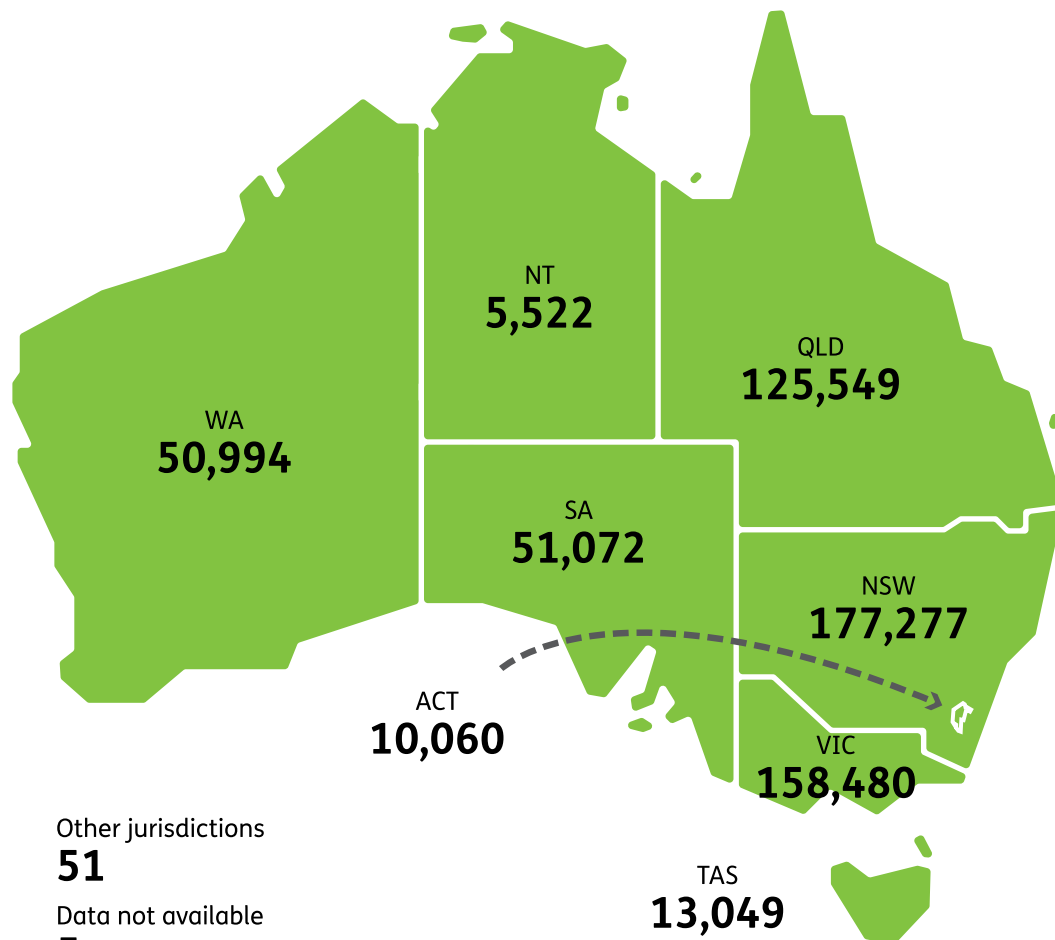 NT
5,522
QLD
125,549
WA
50,994
SA
51,072
NSW
177,277
ACT
10,060
VIC
158,480
Other jurisdictions
51
TAS
13,049
Data not available